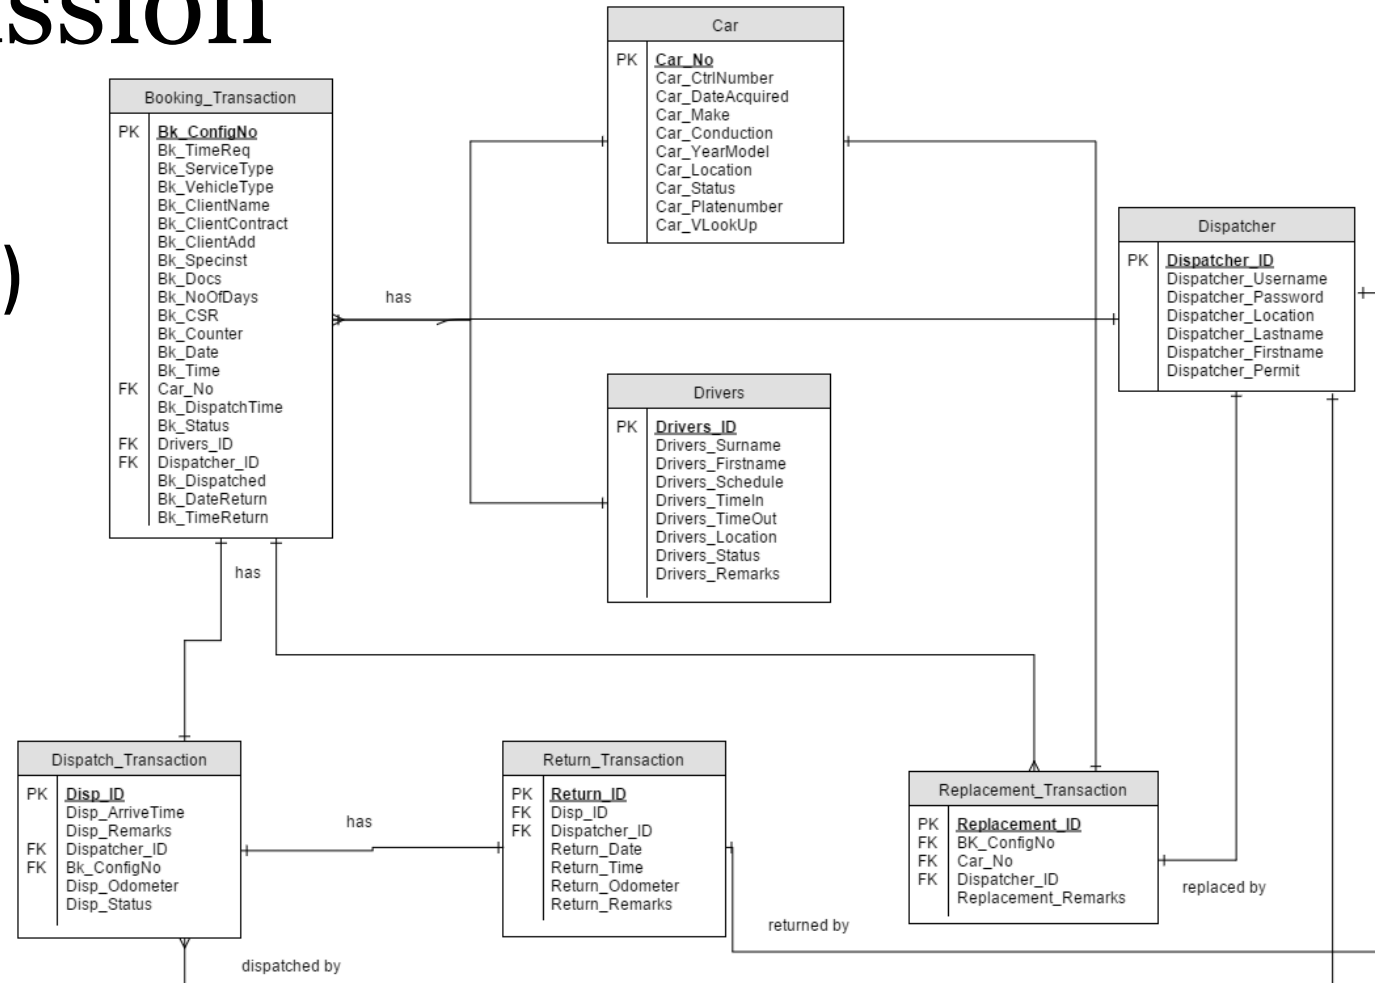 ssion
)
Booking_Transaction
PK Bk_ConfigNo
Bk_TimeReq
Bk_ServiceType
Bk_VehicleType
Bk_ClientName
Bk_ClientContract
Bk_ClientAdd
Bk_Specinst
Bk_Docs
Bk_NoOfDays
Bk_CSR
Bk_Counter
Bk_Date
Bk_Time
FK Car_No
Bk_DispatchTime
Bk_Status
FK Drivers_ID
FK Dispatcher_ID
Bk_Dispatched
Bk_DateReturn
Bk_TimeReturn
has
has
Car
PK Car_No
Car_CtrlNumber
Car_DateAcquired
Car_Make
Car_Conduction
Car_YearModel
Car_Location
Car_Status
Car_Platenumber
Car_VLookUp
Dispatcher
PK Dispatcher_ID
Dispatcher_Username
Dispatcher_Password
Dispatcher_Location
Dispatcher_Lastname
Dispatcher_Firstname
Dispatcher_Permit
Drivers
PK Drivers_ID
Drivers_Surname
Drivers_Firstname
Drivers_Schedule
Drivers_TimeIn
Drivers_TimeOut
Drivers_Location
Drivers_Status
Drivers_Remarks
Dispatch_Transaction
PK Disp_ID
Disp_ArriveTime
Disp_Remarks
FK Dispatcher_ID
FK Bk_ConfigNo
Disp_Odometer
Disp_Status
dispatched by
has
Return_Transaction
PK Return_ID
FK Disp_ID
FK Dispatcher_ID
Return_Date
Return_Time
Return_Odometer
Return_Remarks
returned by
Replacement_Transaction
PK Replacement_ID
FK BK_ConfigNo
FK Car_No
FK Dispatcher_ID
Replacement_Remarks
replaced by